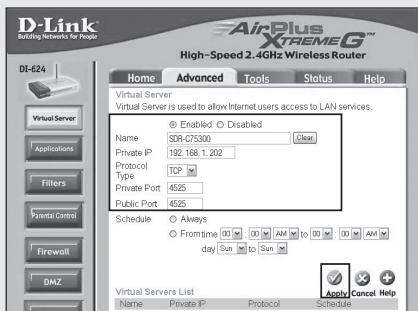 D-Link
Building Networks for People
AirPlus
XTREME G™
High-Speed 2.4GHz Wireless Router
DI-624
Home Advanced Tools Status Help
Virtual Server
Applications
Filters
Parental Control
Firewall
DMZ
Virtual Server
Virtual Server is used to allow Internet users access to LAN services.
Enabled Disabled
Name SDR-C75300 Clear
Private IP 192.168.1.202
Protocol Type TCP
Private Port 4525
Public Port 4525
Schedule Always
From time 00 : 00 AM to 00 : 00 AM
day Sun to Sun
Apply Cancel Help
Virtual Servers List
Name Private IP Protocol Schedule